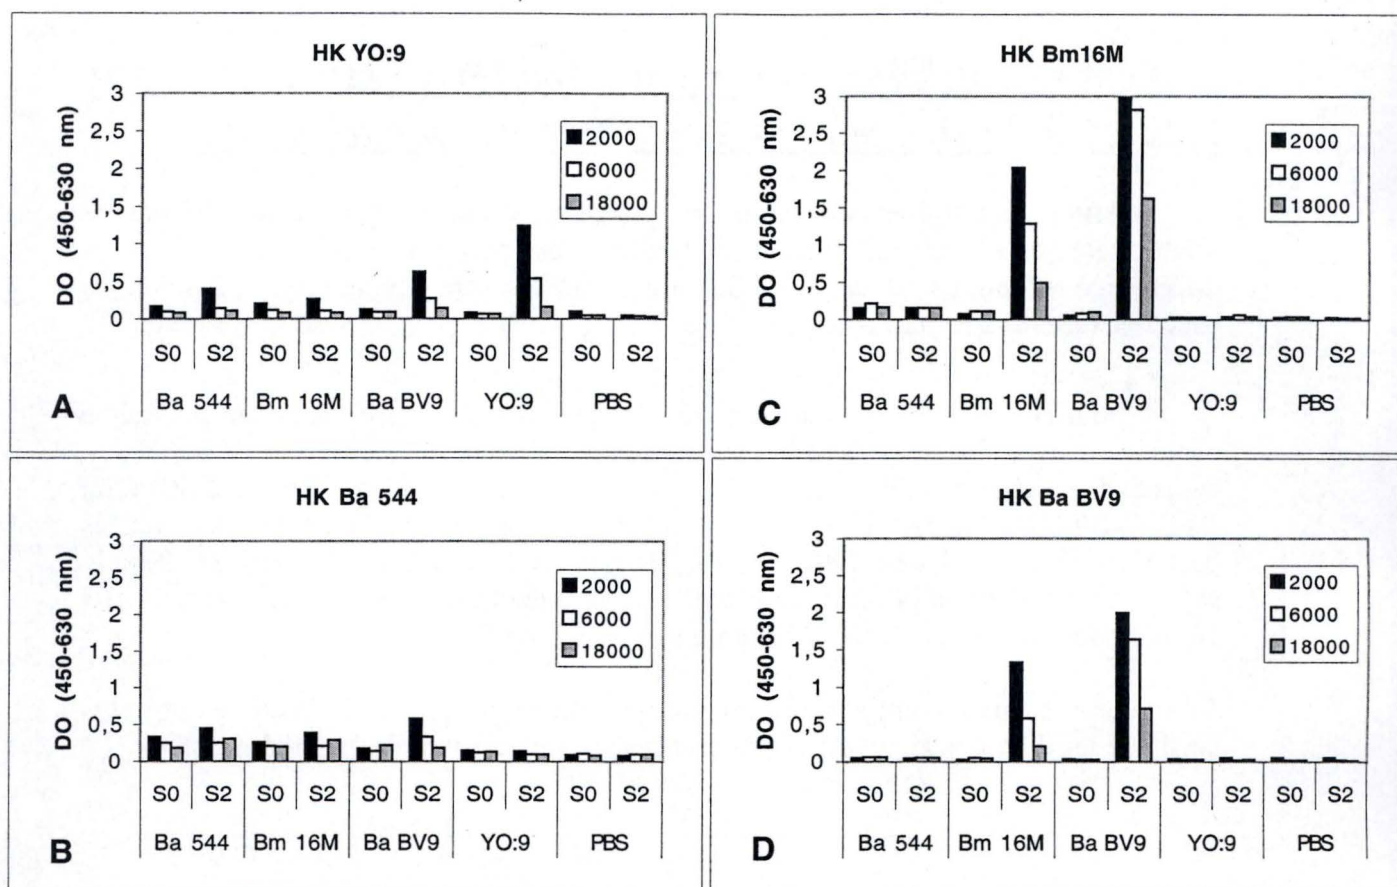 HK YO:9
DO (450-630 nm)
3
2,5
2
1,5
1
0,5
0
2000
6000
18000
S0 S2 S0 S2 S0 S2 S0 S2 S0 S2
Ba 544 Bm 16M Ba BV9 YO:9 PBS
A
HK Bm16M
DO (450-630 nm)
3
2,5
2
1,5
1
0,5
0
2000
6000
18000
S0 S2 S0 S2 S0 S2 S0 S2 S0 S2
Ba 544 Bm 16M Ba BV9 YO:9 PBS
C
HK Ba 544
DO (450-630 nm)
3
2,5
2
1,5
1
0,5
0
2000
6000
18000
S0 S2 S0 S2 S0 S2 S0 S2 S0 S2
Ba 544 Bm 16M Ba BV9 YO:9 PBS
B
HK Ba BV9
DO (450-630 nm)
3
2,5
2
1,5
1
0,5
0
2000
6000
18000
S0 S2 S0 S2 S0 S2 S0 S2 S0 S2
Ba 544 Bm 16M Ba BV9 YO:9 PBS
D